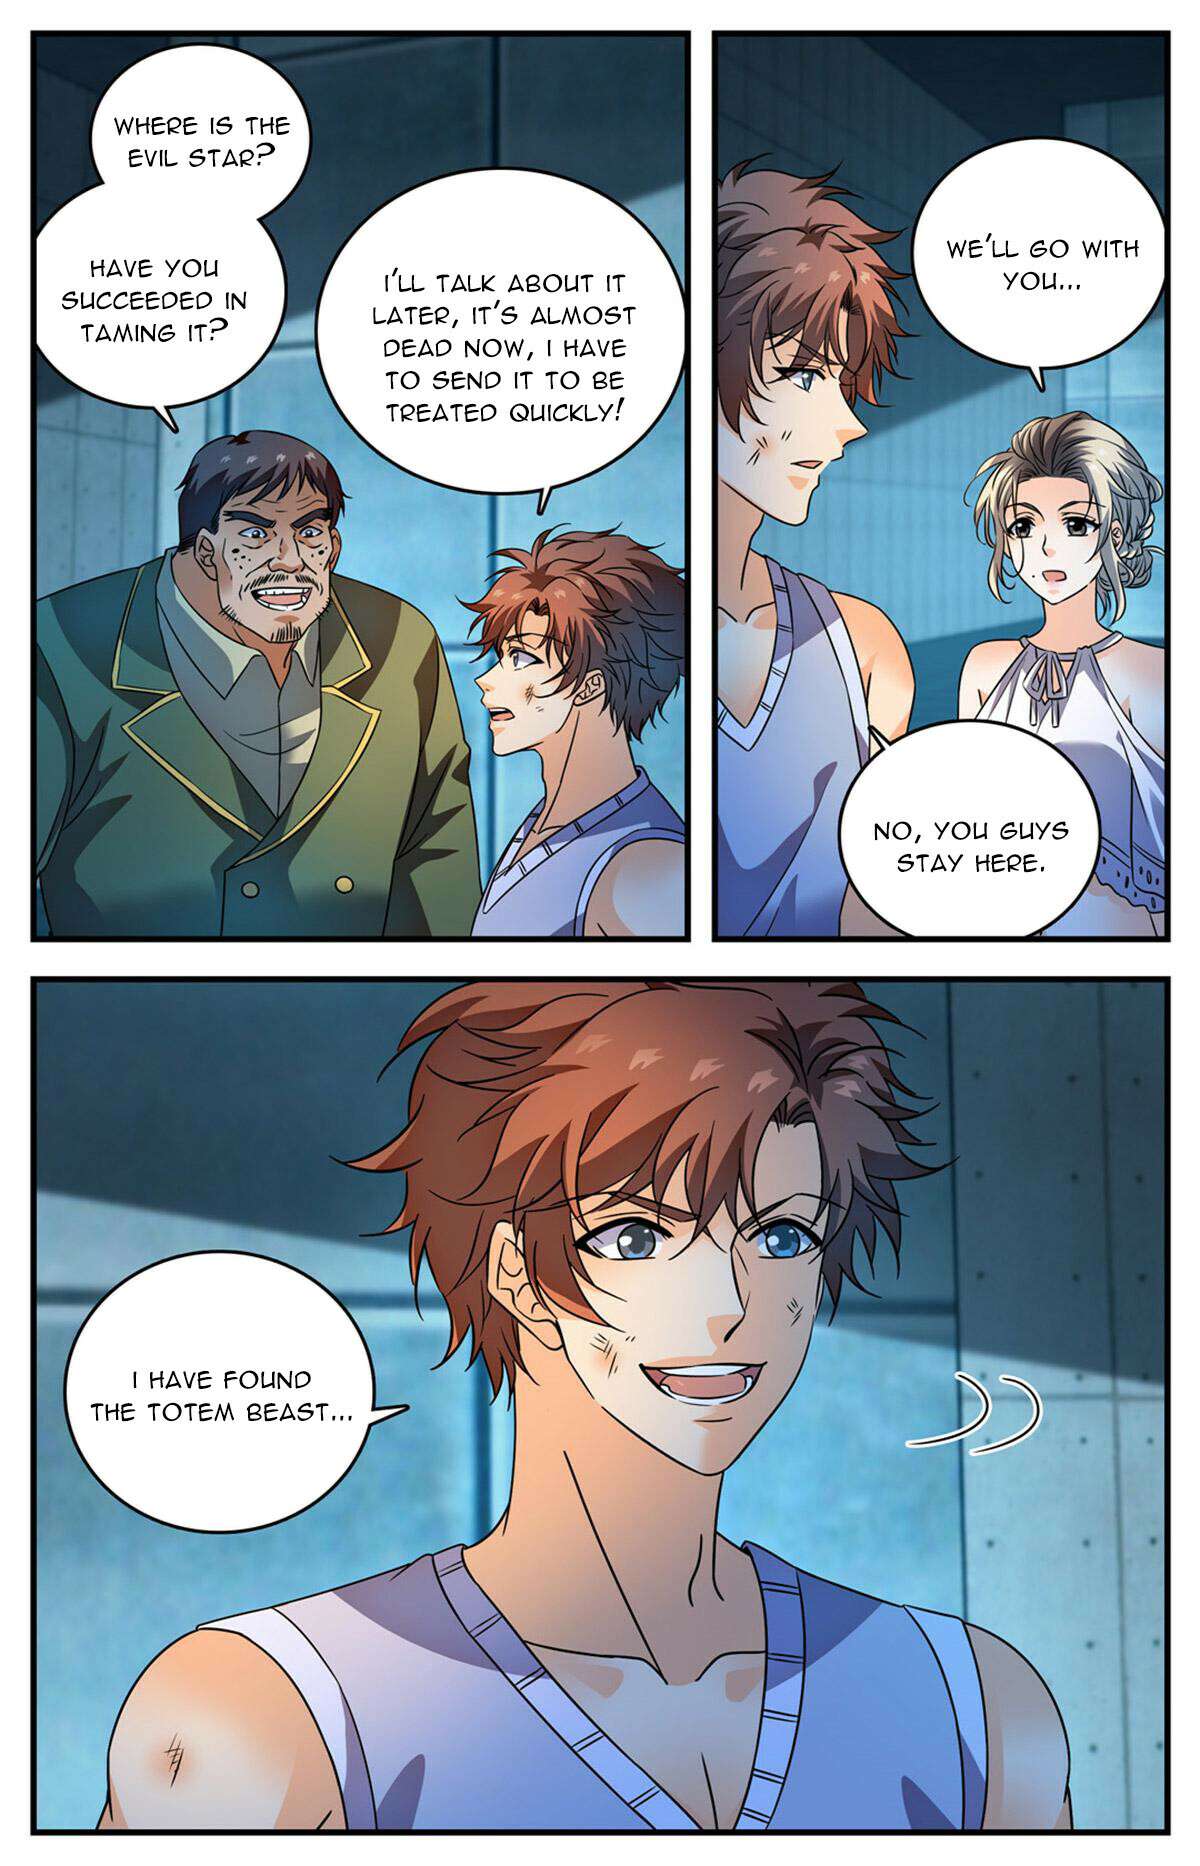 WHERE IS THE
EVIL STAR?
HAVE YOU
SUCCEEDED IN
TAMING IT?
I'LL TALK ABOUT IT
LATER, IT'S ALMOST
DEAD NOW, I HAVE
TO SEND IT TO BE
TREATED QUICKLY!
WE'LL GO WITH
YOU...
NO, YOU GUYS
STAY HERE.
I HAVE FOUND
THE TOTEM BEAST...